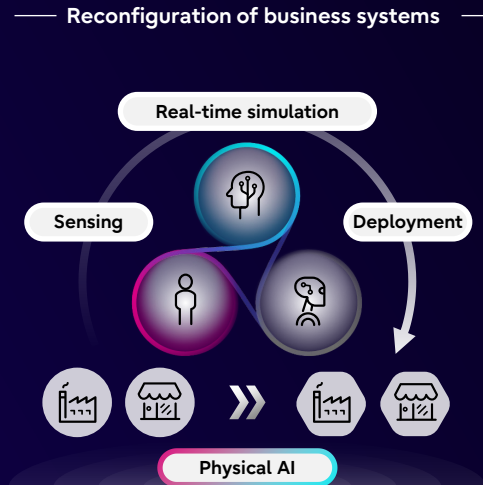 Reconfiguration of business systems
Real-time simulation
Sensing
Deployment
Physical AI